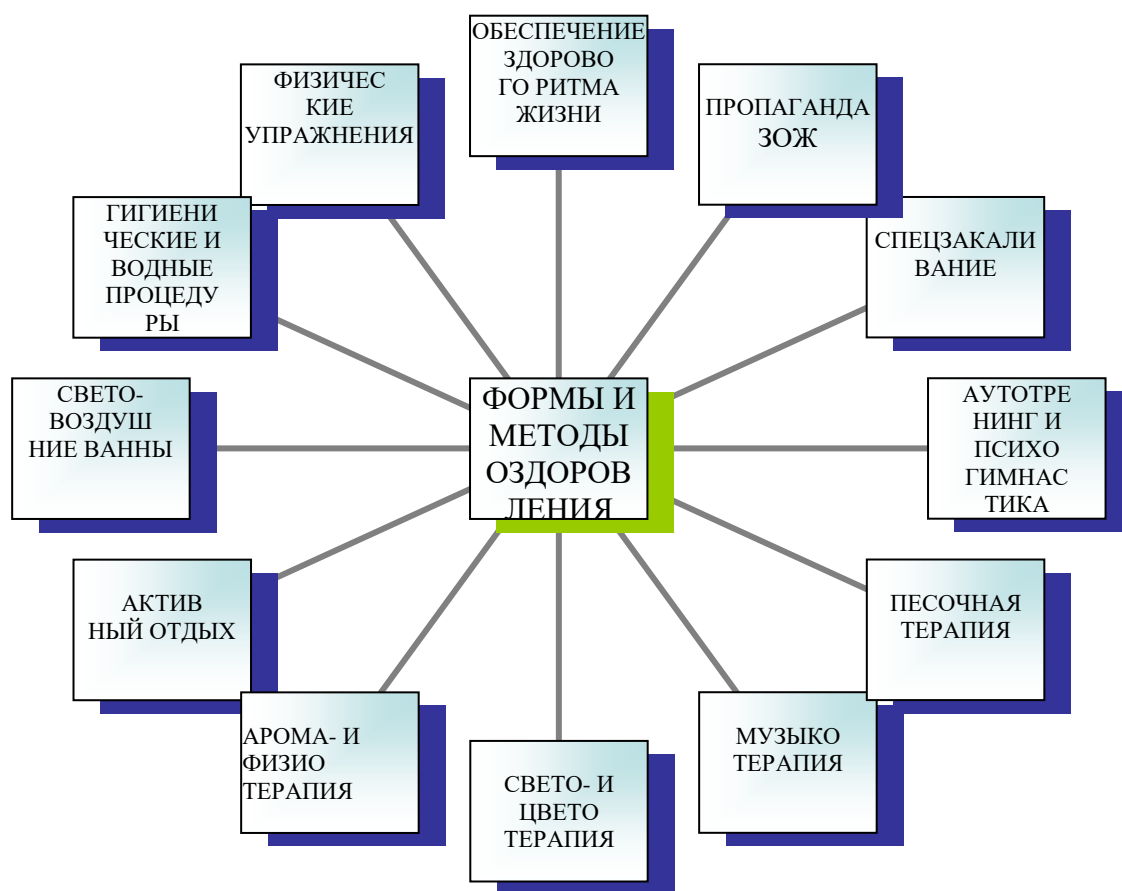 ОБЕСПЕЧЕНИЕ
ЗДОРОВО
ГО РИТМА
ЖИЗНИ
ПРОПАГАНДА
ЗОЖ
СПЕЦЗАКАЛИ
ВАНИЕ
АУТОТРЕ
НИНГ И
ПСИХО
ГИМНАС
ТИКА
ПЕСОЧНАЯ
ТЕРАПИЯ
МУЗЫКО
ТЕРАПИЯ
СВЕТО- И
ЦВЕТО
ТЕРАПИЯ
АРОМА- И
ФИЗИО
ТЕРАПИЯ
АКТИВ
НЫЙ ОТДЫХ
СВЕТО-
ВОЗДУШ
НИЕ ВАННЫ
ГИГИЕНИ
ЧЕСКИЕ И
ВОДНЫЕ
ПРОЦЕДУ
РЫ
ФИЗИЧЕС
КИЕ
УПРАЖНЕНИЯ
ФОРМЫ И
МЕТОДЫ
ОЗДОРОВ
ЛЕНИЯ